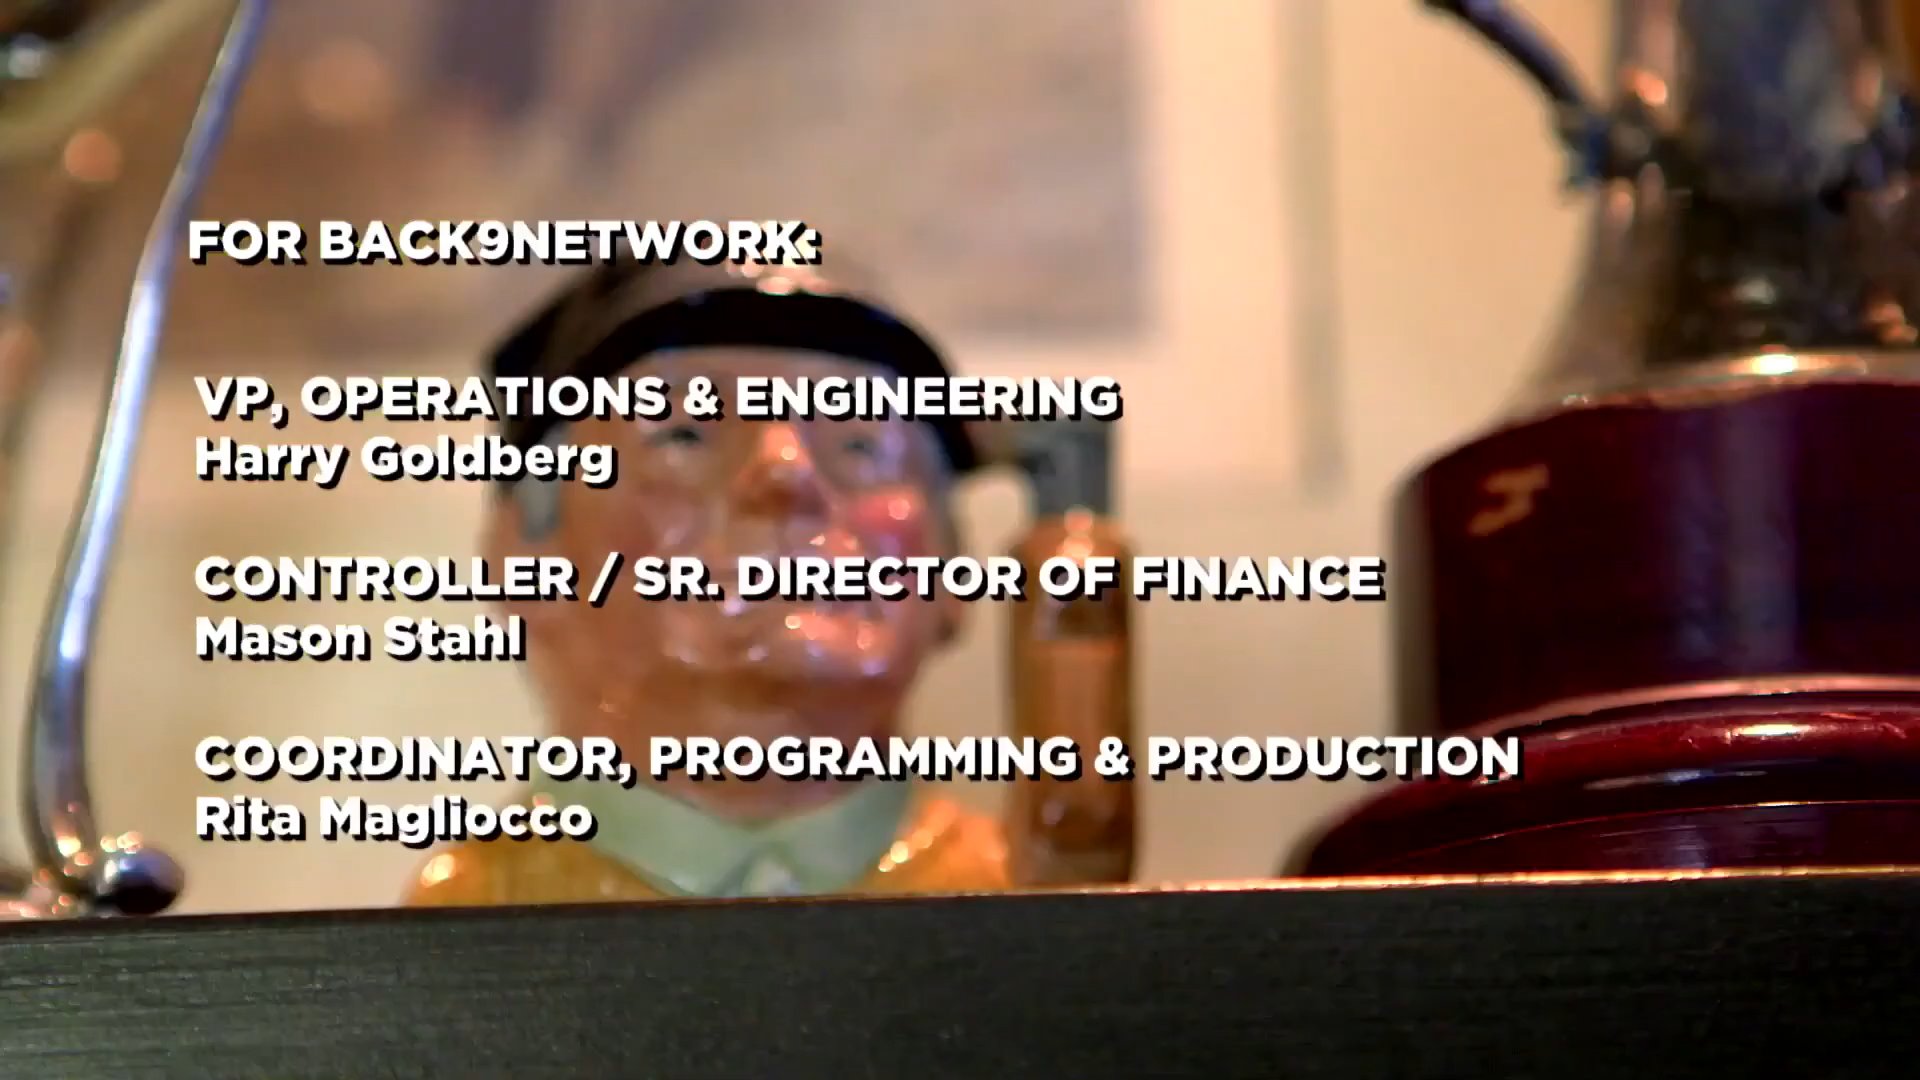 FOR BACK9NETWORK:
VP, OPERATIONS & ENGINEERING
Harry Goldberg
CONTROLLER / SR. DIRECTOR OF FINANCE
Mason Stahl
COORDINATOR, PROGRAMMING & PRODUCTION
Rita Magliocco